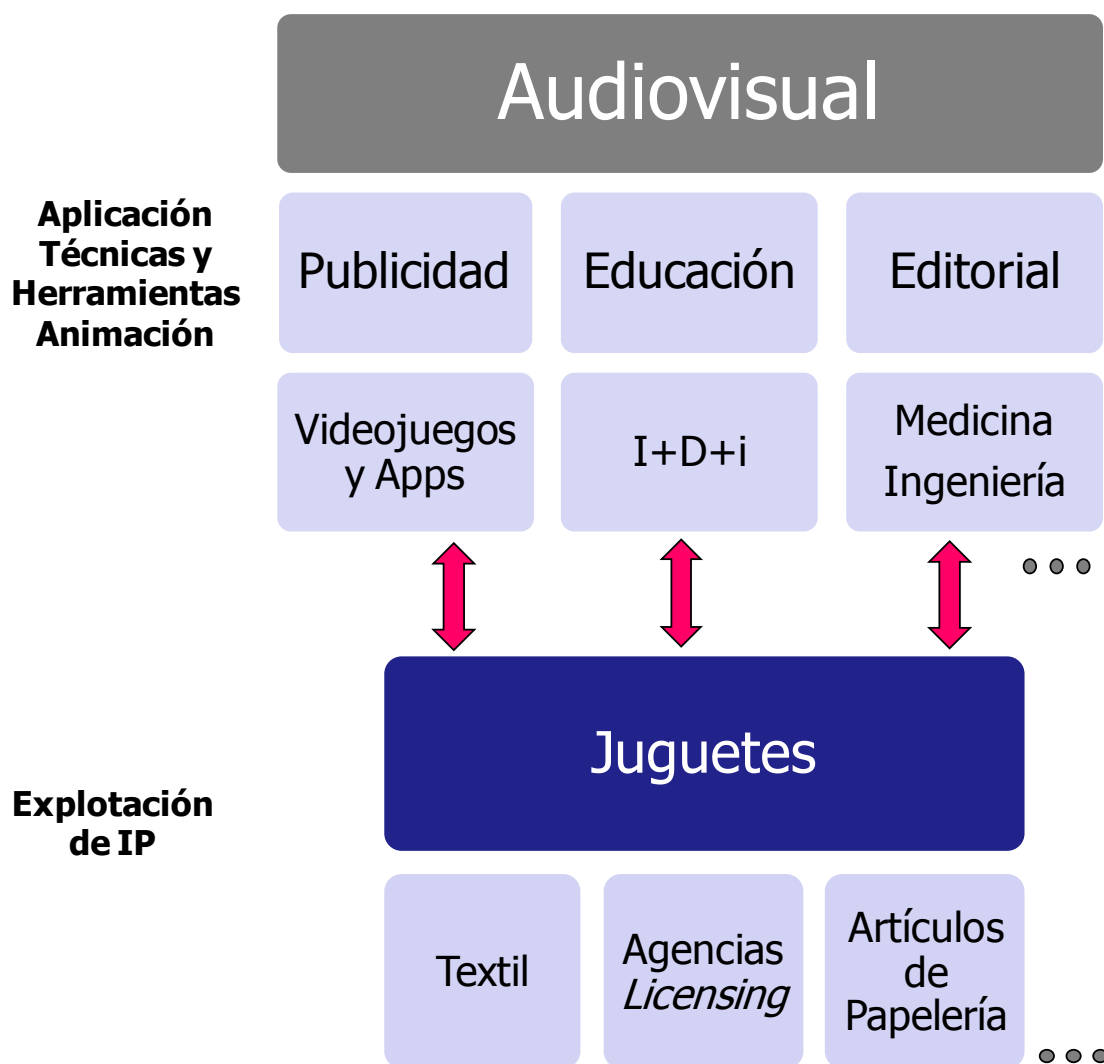 Audiovisual
Aplicación
Técnicas y
Herramientas
Animación
Publicidad
Educación
Editorial
Videojuegos
y Apps
I+D+i
Medicina
Ingeniería
Juguetes
Explotación
de IP
Textil
Agencias
Licensing
Artículos
de
Papelería